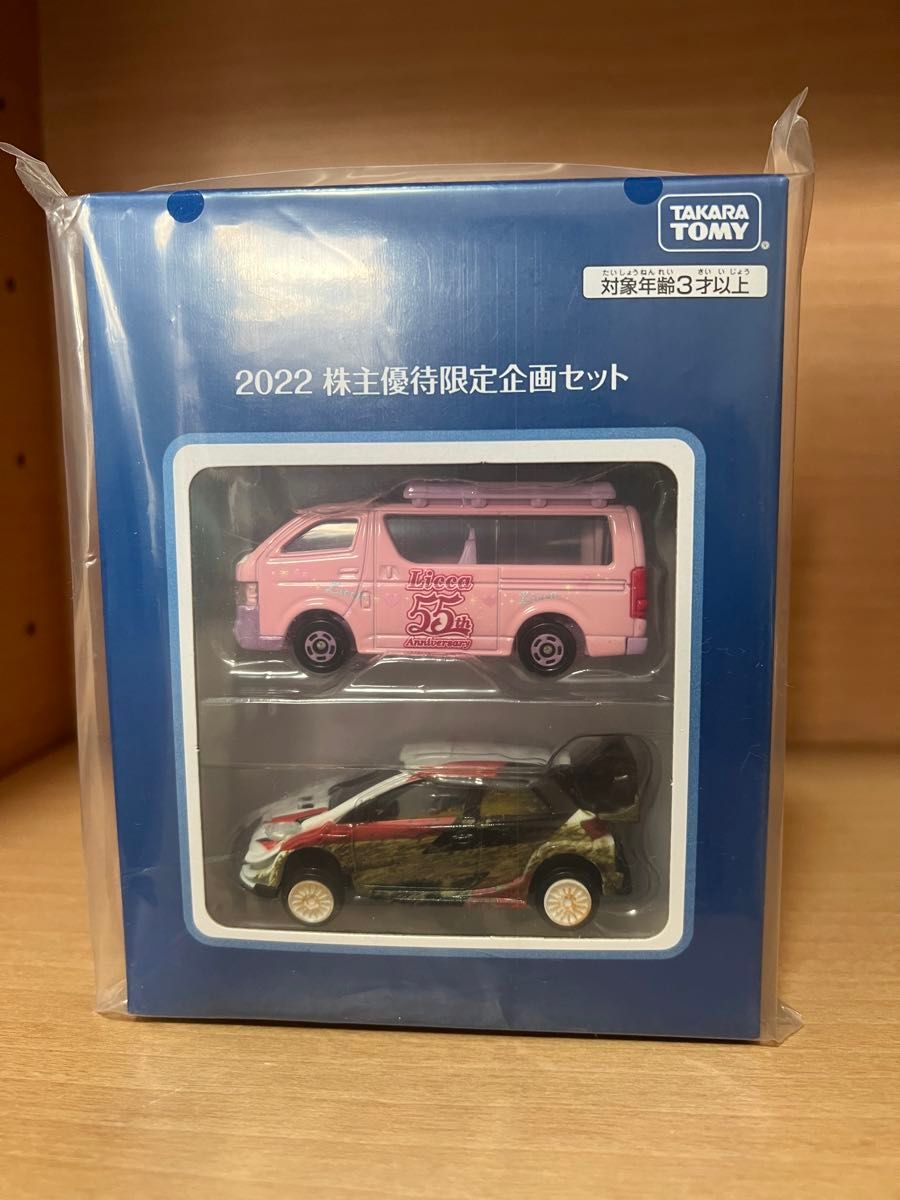 TAKARA
TOMY
たいしょうねんれい さいいじょう
対象年齢3才以上
2022 株主優待限定企画セット
Licca
55th
Anniversary